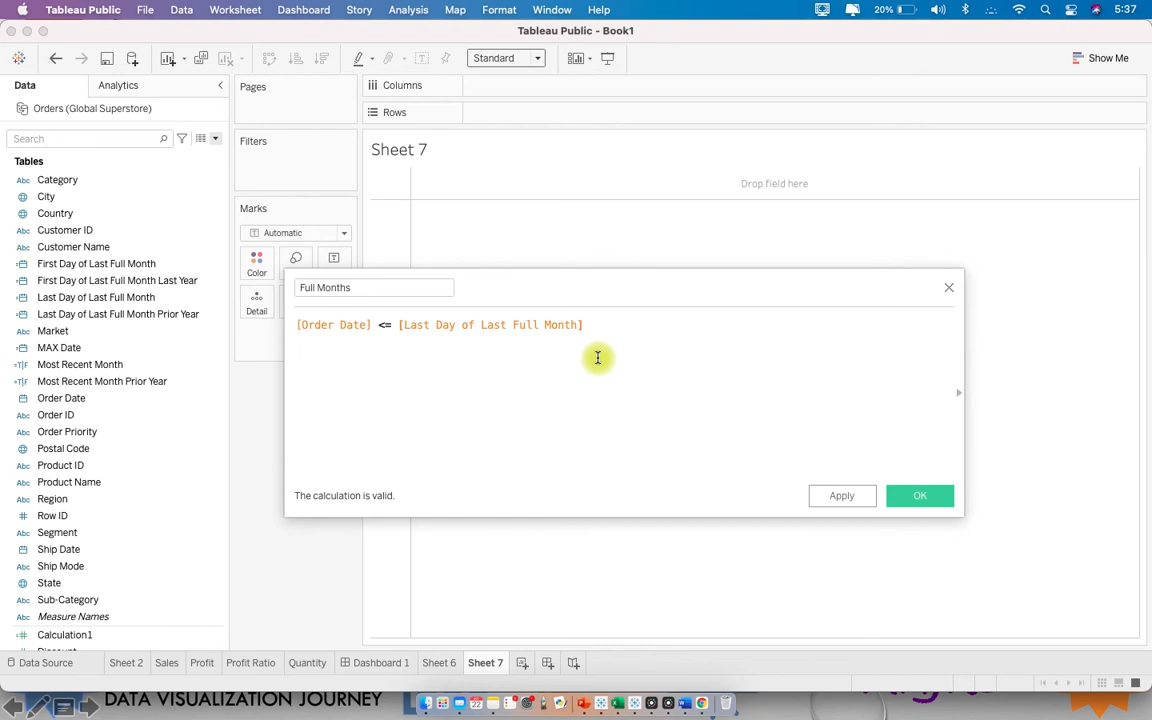 Tableau Public File Data Worksheet Dashboard Story Analysis Map Format Window Help 20% 5:37
Tableau Public - Book1
Standard Show Me
Data Analytics Pages Columns
Orders (Global Superstore) Rows
Search Filters
Sheet 7
Tables
Drop field here
Category
City
Country
Customer ID
Customer Name
First Day of Last Full Month
First Day of Last Full Month Last Year
Last Day of Last Full Month
Last Day of Last Full Month Prior Year
Market
MAX Date
Most Recent Month
Most Recent Month Prior Year
Order Date
Order ID
Order Priority
Postal Code
Product ID
Product Name
Region
Row ID
Segment
Ship Date
Ship Mode
State
Sub-Category
Measure Names
Calculation1
Marks
Automatic
Color
Detail
Full Months
[Order Date] <= [Last Day of Last Full Month]
The calculation is valid.
Apply OK
Data Source Sheet 2 Sales Profit Profit Ratio Quantity Dashboard 1 Sheet 6 Sheet 7
DATA VISUALIZATION JOURNEY